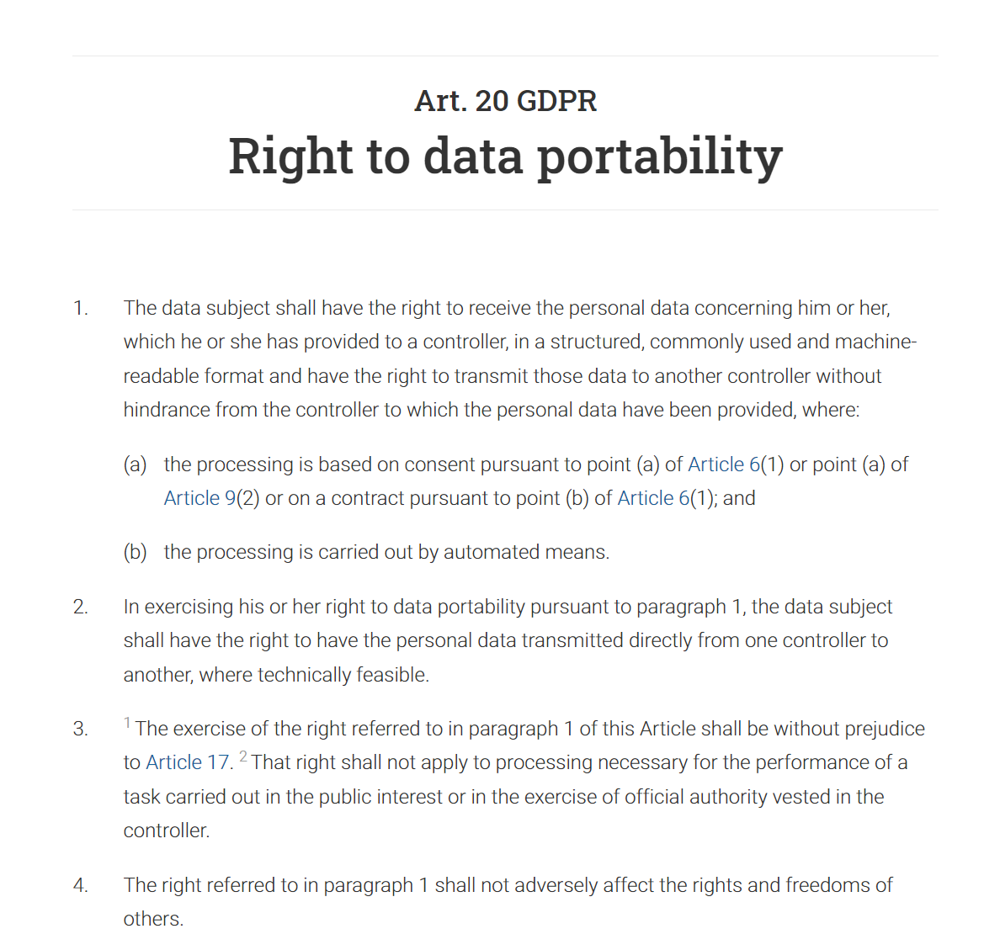 Art. 20 GDPR
Right to data portability
1. The data subject shall have the right to receive the personal data concerning him or her,
which he or she has provided to a controller, in a structured, commonly used and machine-
readable format and have the right to transmit those data to another controller without
hindrance from the controller to which the personal data have been provided, where:
(a) the processing is based on consent pursuant to point (a) of Article 6(1) or point (a) of
Article 9(2) or on a contract pursuant to point (b) of Article 6(1); and
(b) the processing is carried out by automated means.
2. In exercising his or her right to data portability pursuant to paragraph 1, the data subject
shall have the right to have the personal data transmitted directly from one controller to
another, where technically feasible.
3. 1 The exercise of the right referred to in paragraph 1 of this Article shall be without prejudice
to Article 17. 2 That right shall not apply to processing necessary for the performance of a
task carried out in the public interest or in the exercise of official authority vested in the
controller.
4. The right referred to in paragraph 1 shall not adversely affect the rights and freedoms of
others.